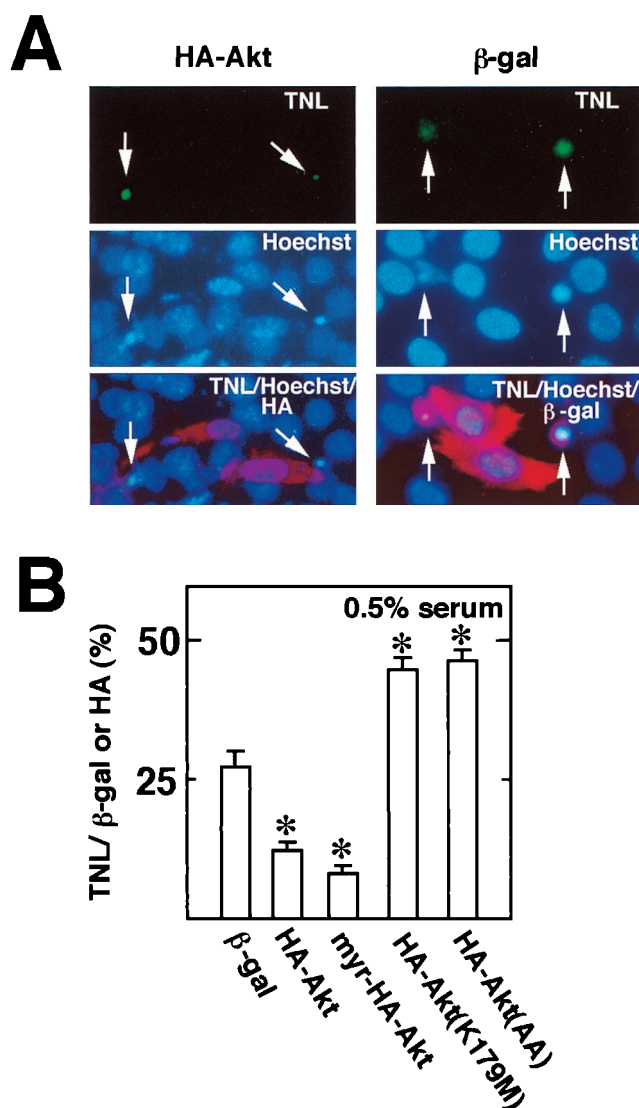 A
HA-Akt
β-gal
TNL
TNL
Hoechst
Hoechst
TNL/Hoechst/
HA
TNL/Hoechst/
β-gal
B
0.5% serum
TNL/ β-gal or HA (%)
50
25
* * * *
β-gal
HA-Akt
myr-HA-Akt
HA-Akt(K179M)
HA-Akt(AA)